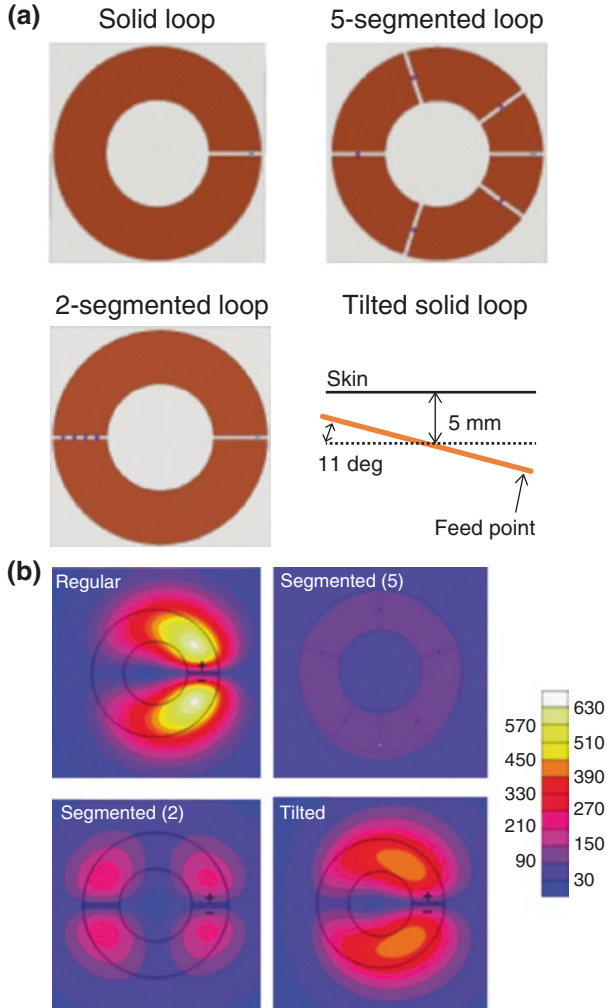 (a)
Solid loop
5-segmented loop
2-segmented loop
Tilted solid loop
Skin
5 mm
11 deg
Feed point
(b)
Regular
+
−
Segmented (5)
Segmented (2)
+
−
Tilted
+
−
630
570
510
450
390
330
270
210
150
90
30